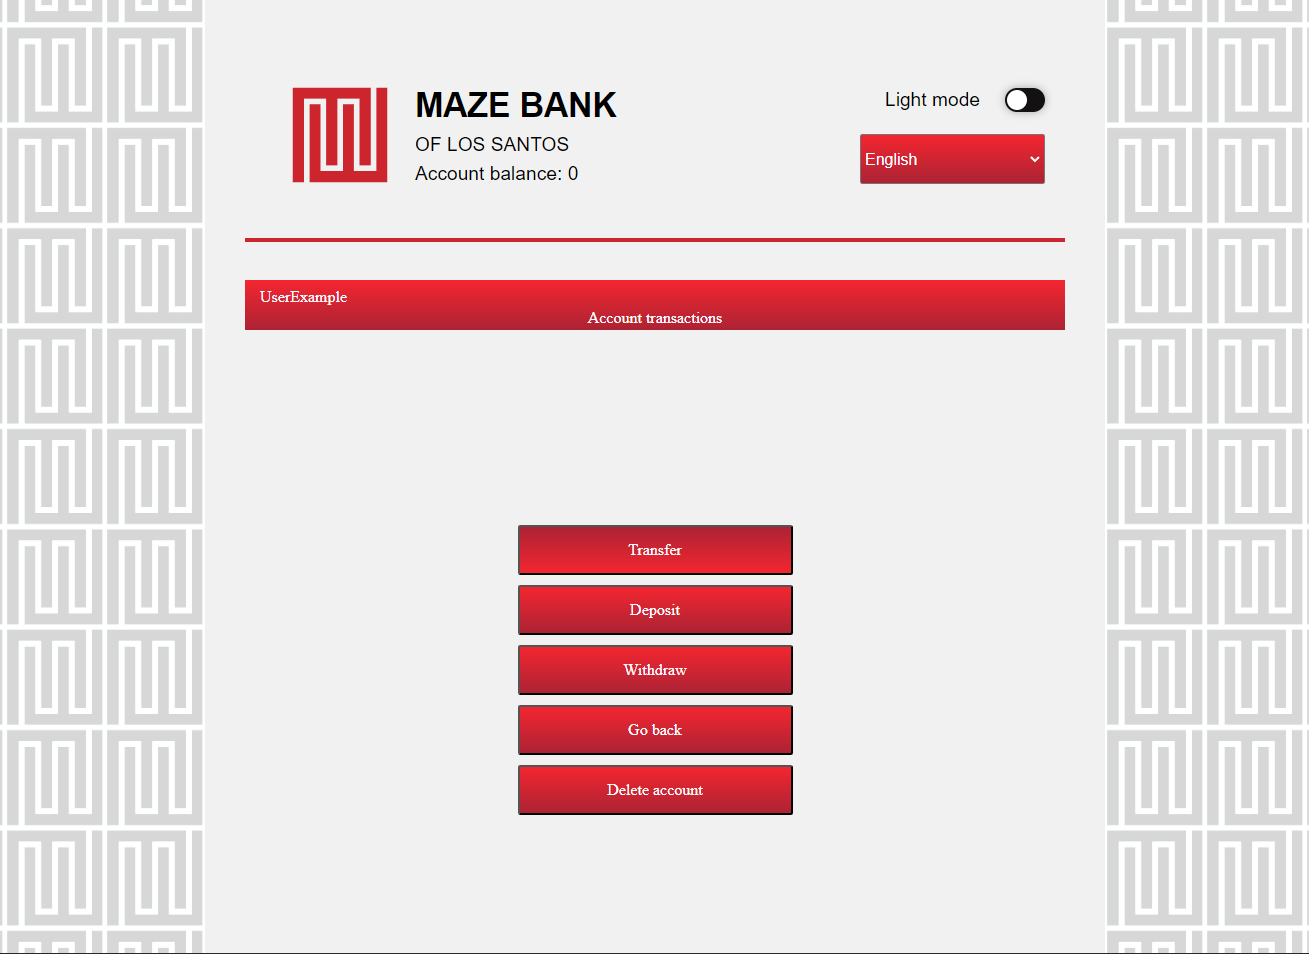 MAZE BANK
OF LOS SANTOS
Account balance: 0
Light mode
English
UserExample
Account transactions
Transfer
Deposit
Withdraw
Go back
Delete account